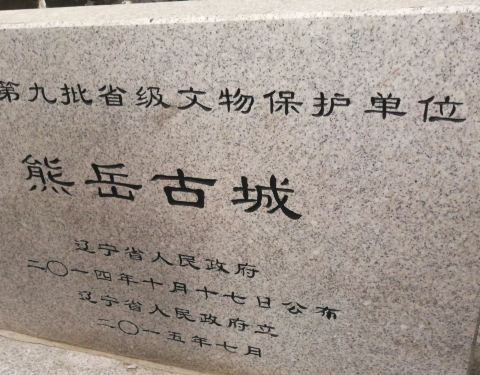 第九批省级文物保护单位
熊岳古城
辽宁省人民政府
二〇一四年十月十七日公布
辽宁省人民政府立
二〇一五年七月